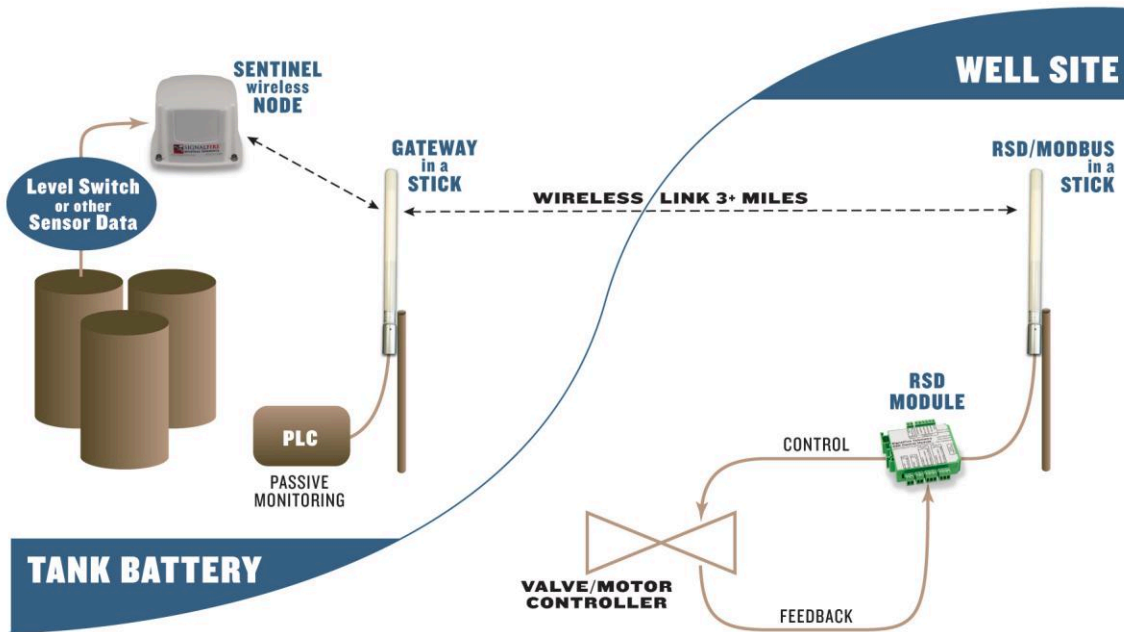 WELL SITE
SENTINEL
wireless
NODE
SIGNALFIRE
GATEWAY
in a
STICK
RSD/MODBUS
in a
STICK
Level Switch
or other
Sensor Data
WIRELESS LINK 3+ MILES
RSD
MODULE
PLC
CONTROL
PASSIVE
MONITORING
TANK BATTERY
VALVE/MOTOR
CONTROLLER
FEEDBACK